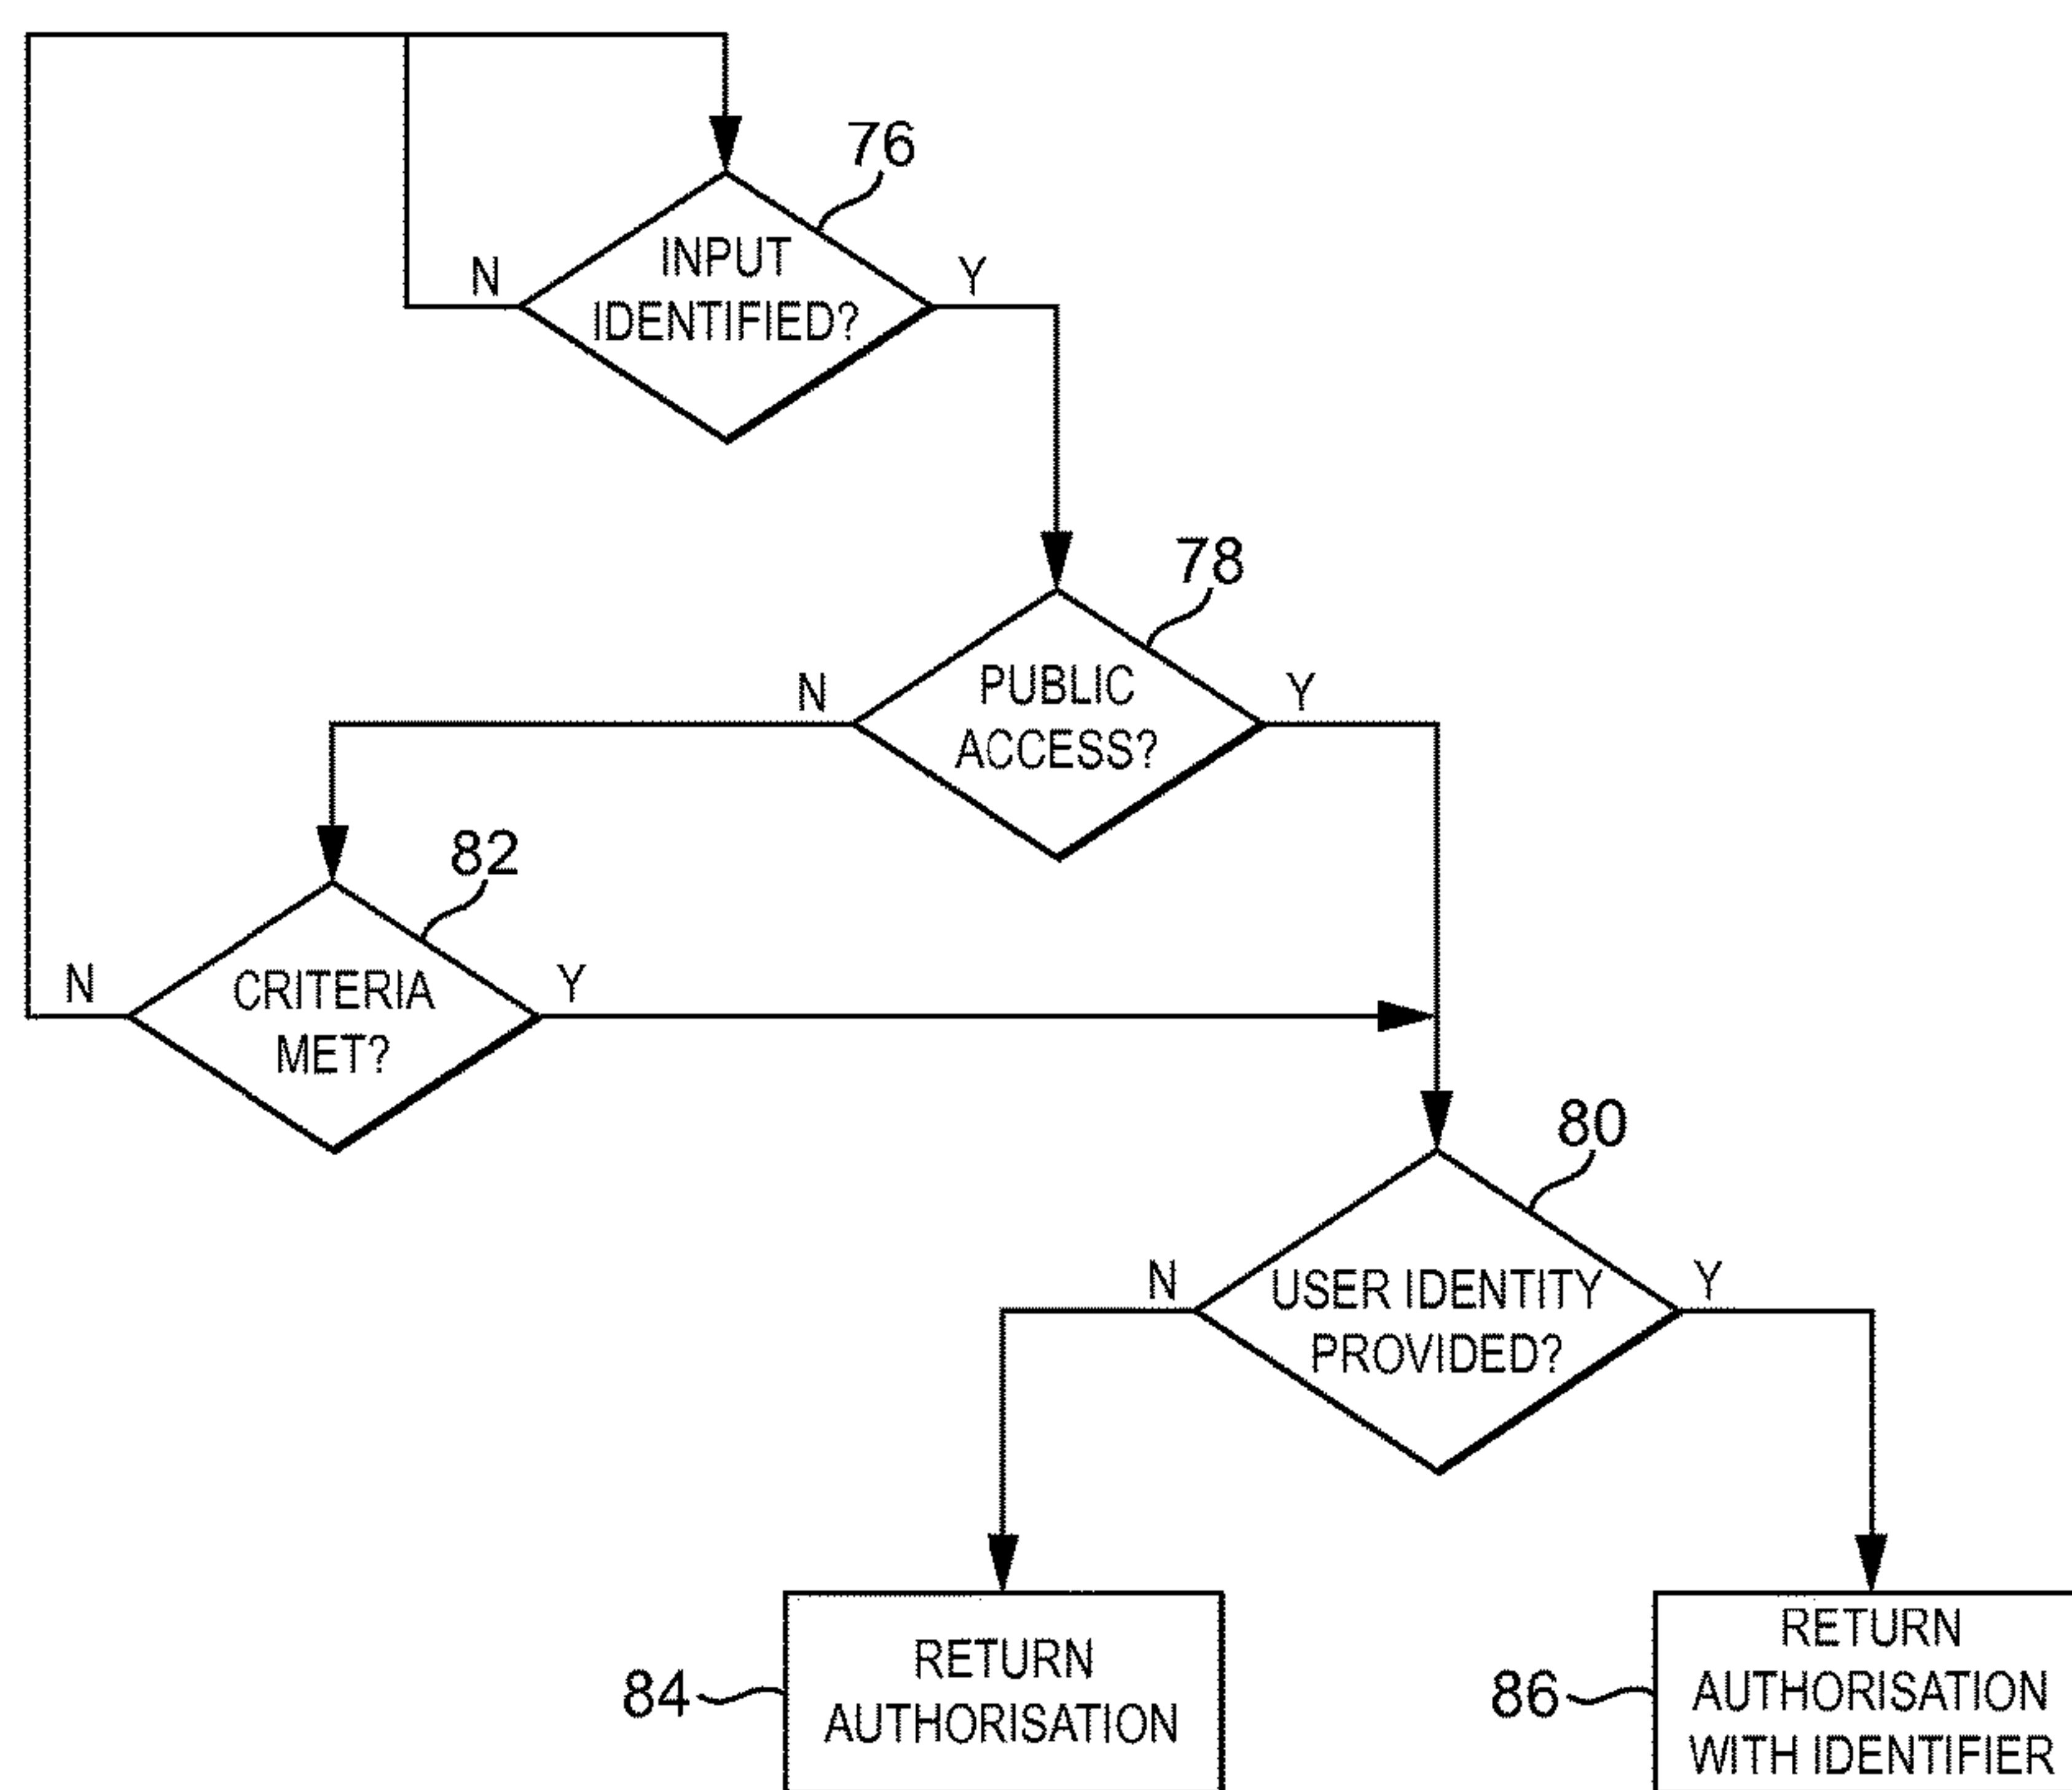 76
INPUT
IDENTIFIED?
N
Y
78
PUBLIC
ACCESS?
N
Y
82
CRITERIA
MET?
N
Y
80
USER IDENTITY
PROVIDED?
N
Y
84
RETURN
AUTHORISATION
86
RETURN
AUTHORISATION
WITH IDENTIFIER